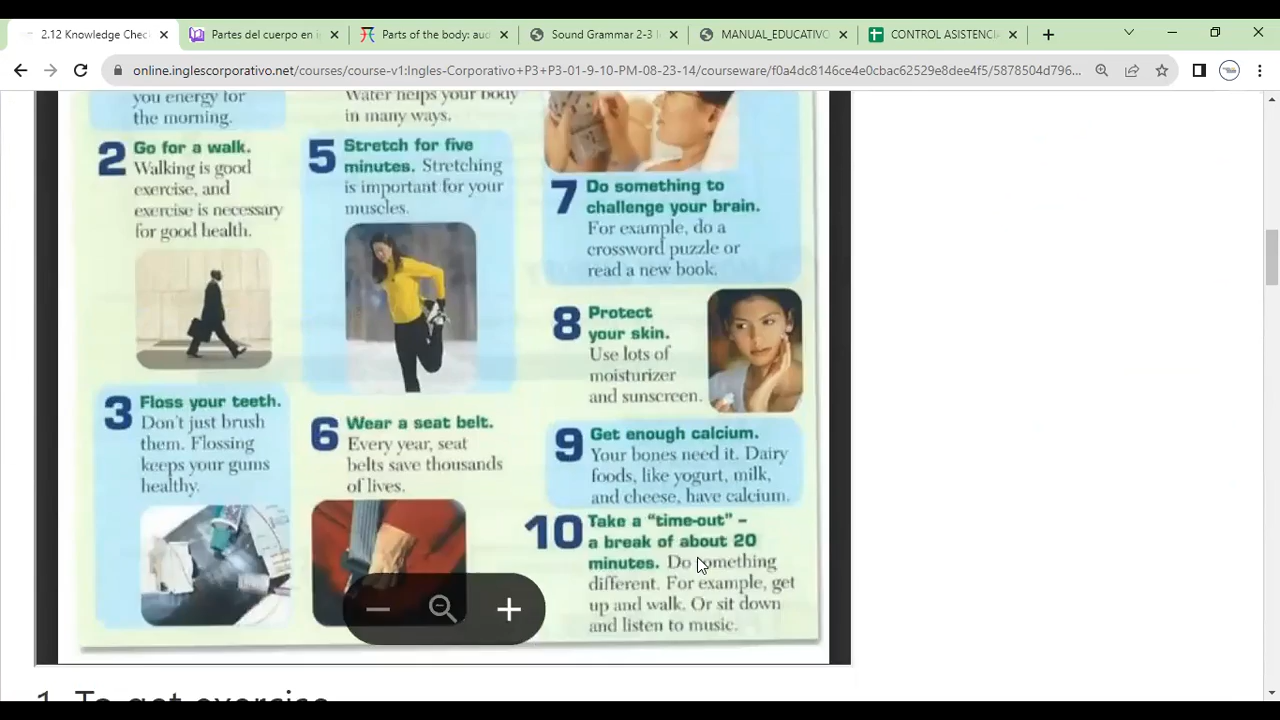 2.12 Knowledge Chec
Partes del cuerpo en i
Parts of the body: aud
Sound Grammar 2-3 I
MANUAL_EDUCATIVO
CONTROL ASISTENCI
online.inglescorporativo.net/courses/course-v1:Ingles-Corporativo+P3+P3-01-9-10-PM-08-23-14/courseware/f0a4dc8146ce4e0cbac62529e8dee4f5/5878504d796...
you energy for
the morning.
2 Go for a walk.
Walking is good
exercise, and
exercise is necessary
for good health.
3 Floss your teeth.
Don't just brush
them. Flossing
keeps your gums
healthy.
Water helps your body
in many ways.
5 Stretch for five
minutes. Stretching
is important for your
muscles.
6 Wear a seat belt.
Every year, seat
belts save thousands
of lives.
7 Do something to
challenge your brain.
For example, do a
crossword puzzle or
read a new book.
8 Protect
your skin.
Use lots of
moisturizer
and sunscreen.
9 Get enough calcium.
Your bones need it. Dairy
foods, like yogurt, milk,
and cheese, have calcium.
10 Take a “time-out” –
a break of about 20
minutes. Do something
different. For example, get
up and walk. Or sit down
and listen to music.
1. To get exercise